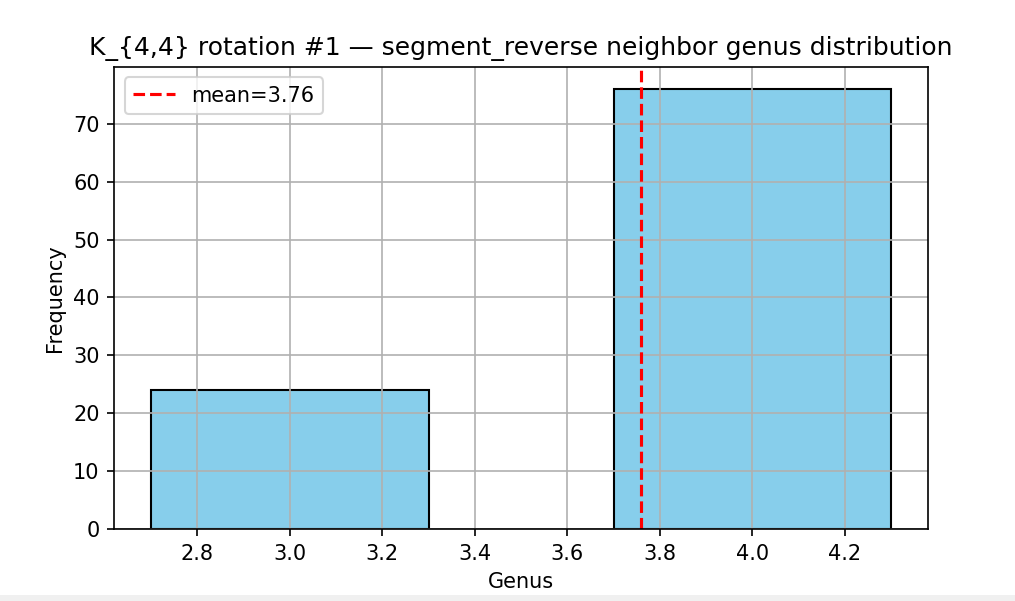 K_{4,4} rotation #1 — segment_reverse neighbor genus distribution
mean=3.76
Frequency
70
60
50
40
30
20
10
0
2.8 3.0 3.2 3.4 3.6 3.8 4.0 4.2
Genus